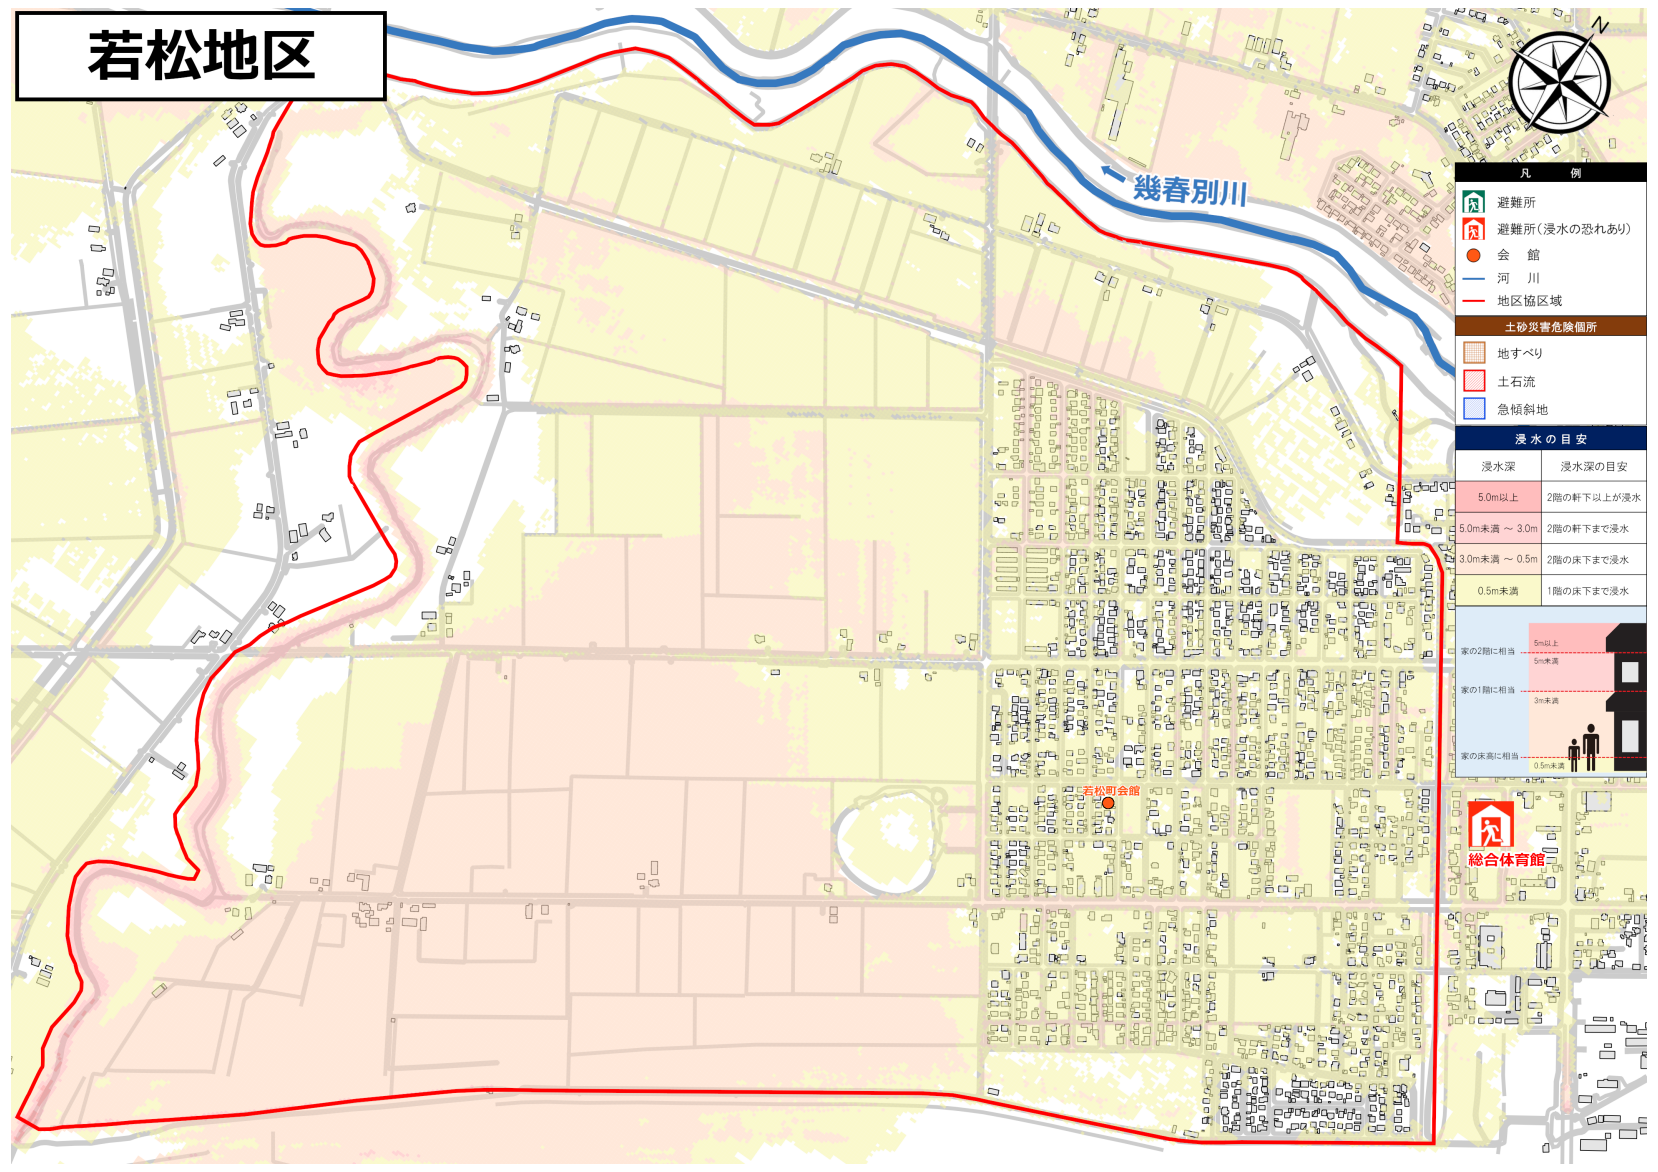 若松地区
N
幾春別川
凡 例
避難所
避難所(浸水の恐れあり)
会 館
河 川
地区協区域
土砂災害危険個所
地すべり
土石流
急傾斜地
浸水の目安
浸水深 浸水深の目安
5.0m以上 2階の軒下以上が浸水
5.0m未満 ～ 3.0m 2階の軒下まで浸水
3.0m未満 ～ 0.5m 2階の床下まで浸水
0.5m未満 1階の床下まで浸水
5m以上
家の2階に相当
5m未満
家の1階に相当
3m未満
家の床高に相当
0.5m未満
若松町会館
総合体育館